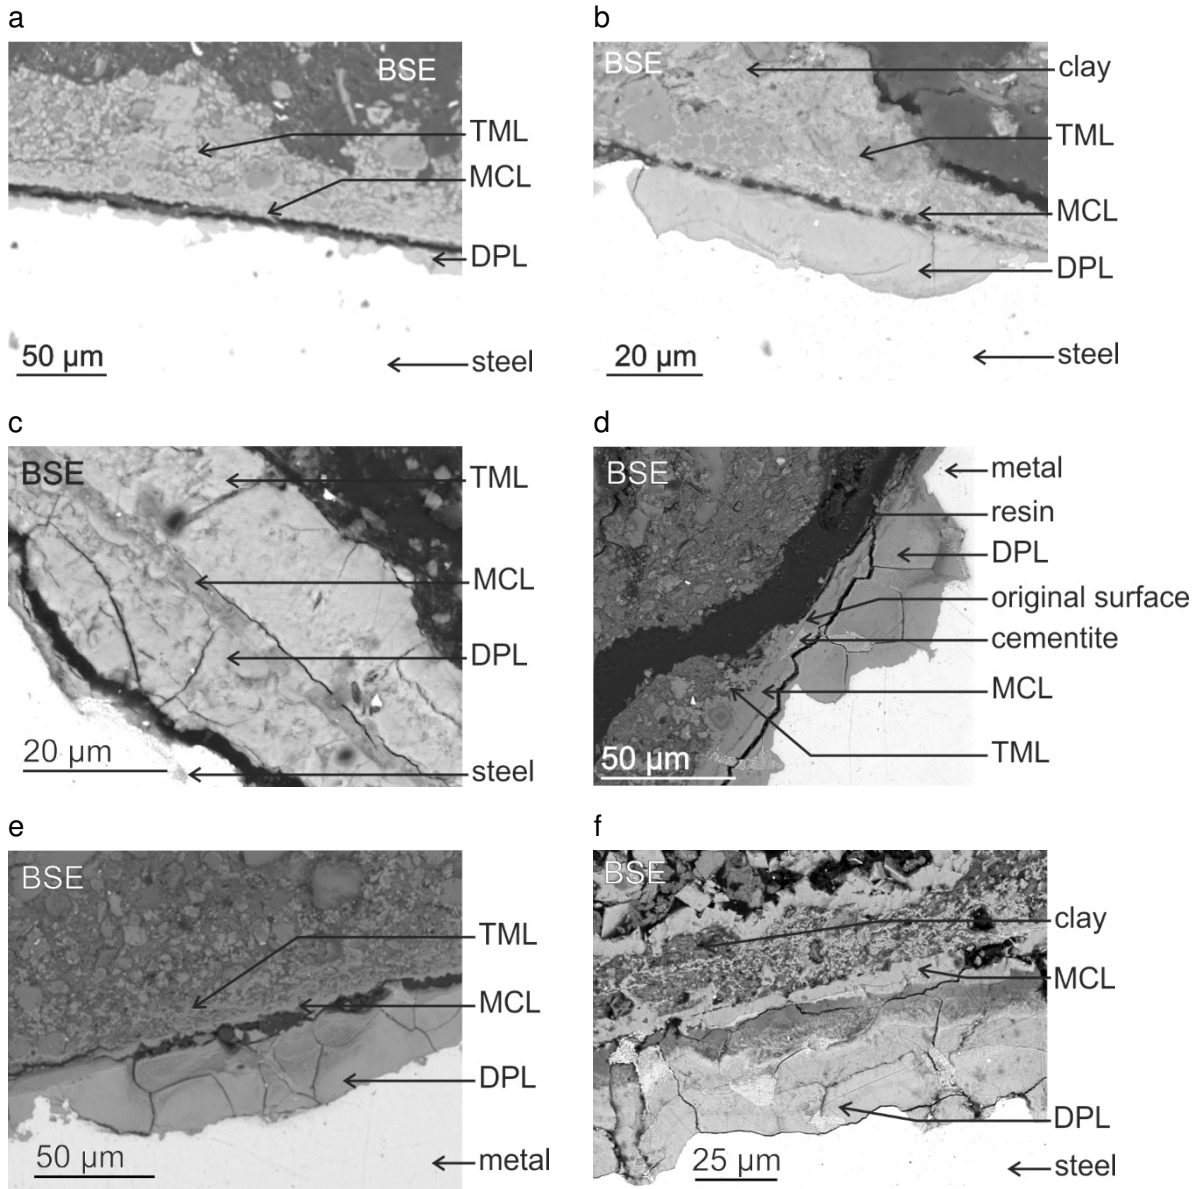 a
BSE
TML
MCL
DPL
50 µm
steel
b
BSE
clay
TML
MCL
DPL
20 µm
steel
c
BSE
TML
MCL
DPL
20 µm
steel
d
BSE
metal
resin
DPL
original surface
cementite
MCL
50 µm
TML
e
BSE
TML
MCL
DPL
50 µm
metal
f
BSE
clay
MCL
DPL
25 µm
steel